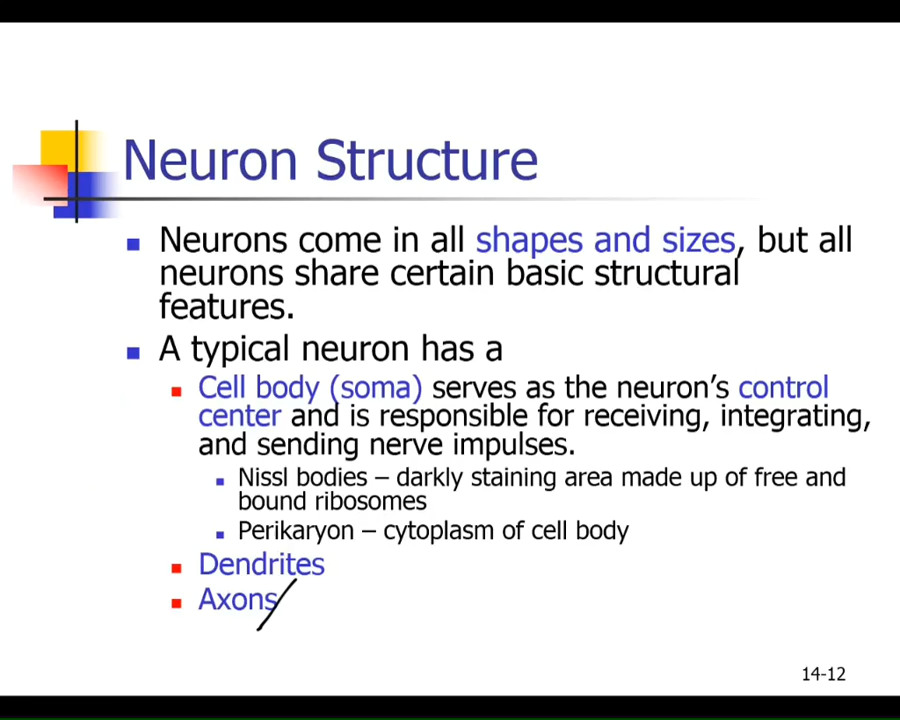 Neuron Structure
Neurons come in all shapes and sizes, but all
neurons share certain basic structural
features.
A typical neuron has a
Cell body (soma) serves as the neuron’s control
center and is responsible for receiving, integrating,
and sending nerve impulses.
Nissl bodies – darkly staining area made up of free and
bound ribosomes
Perikaryon – cytoplasm of cell body
Dendrites
Axons
14-12